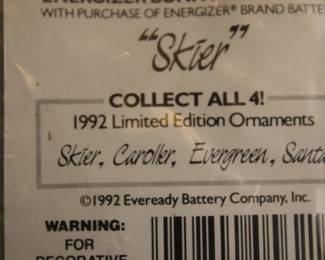 WITH PURCHASE OF ENERGIZER® BRAND
"Skier"
COLLECT ALL 4!
1992 Limited Edition Ornaments
Skier, Caroller, Evergreen, Santa
©1992 Eveready Battery Company, Inc.
WARNING:
FOR
DECORATIVE